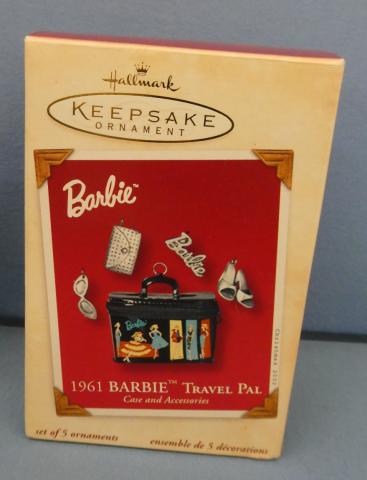 Hallmark
KEEPSAKE
ORNAMENT
Barbie™
Barbie
Barbie
1961 BARBIE™ TRAVEL PAL
Case and Accessories
set of 5 ornaments
ensemble de 5 décorations